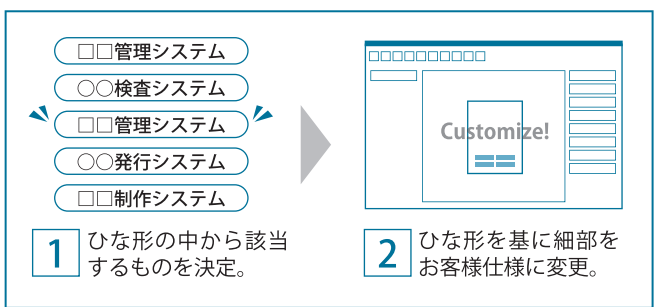 □□管理システム
○○検査システム
□□管理システム
○○発行システム
□□制作システム
□□□□□□□□□□
Customize!
1
ひな形の中から該当
するものを決定。
2
ひな形を基に細部を
お客様仕様に変更。